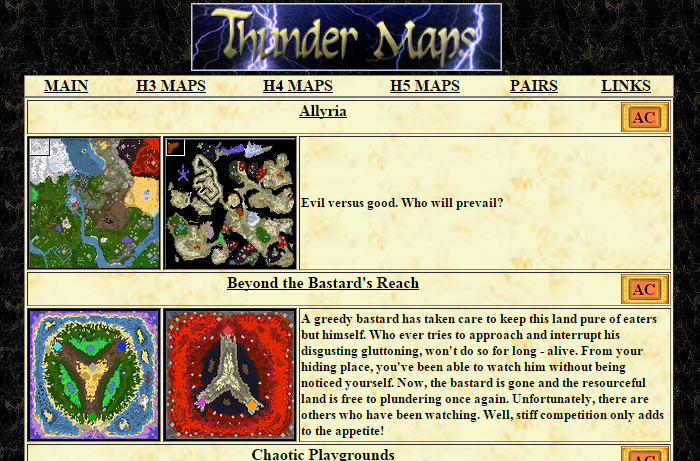 Thunder Maps
MAIN H3 MAPS H4 MAPS H5 MAPS PAIRS LINKS
Allyria AC
Evil versus good. Who will prevail?
Beyond the Bastard's Reach AC
A greedy bastard has taken care to keep this land pure of eaters
but himself. Who ever tries to approach and interrupt his
disgusting gluttoning, won't do so for long - alive. From your
hiding place, you've been able to watch him without being
noticed yourself. Now, the bastard is gone and the resourceful
land is free to plundering once again. Unfortunately, there are
others who have been watching. Well, stiff competition only adds
to the appetite!
Chaotic Playgrounds AC